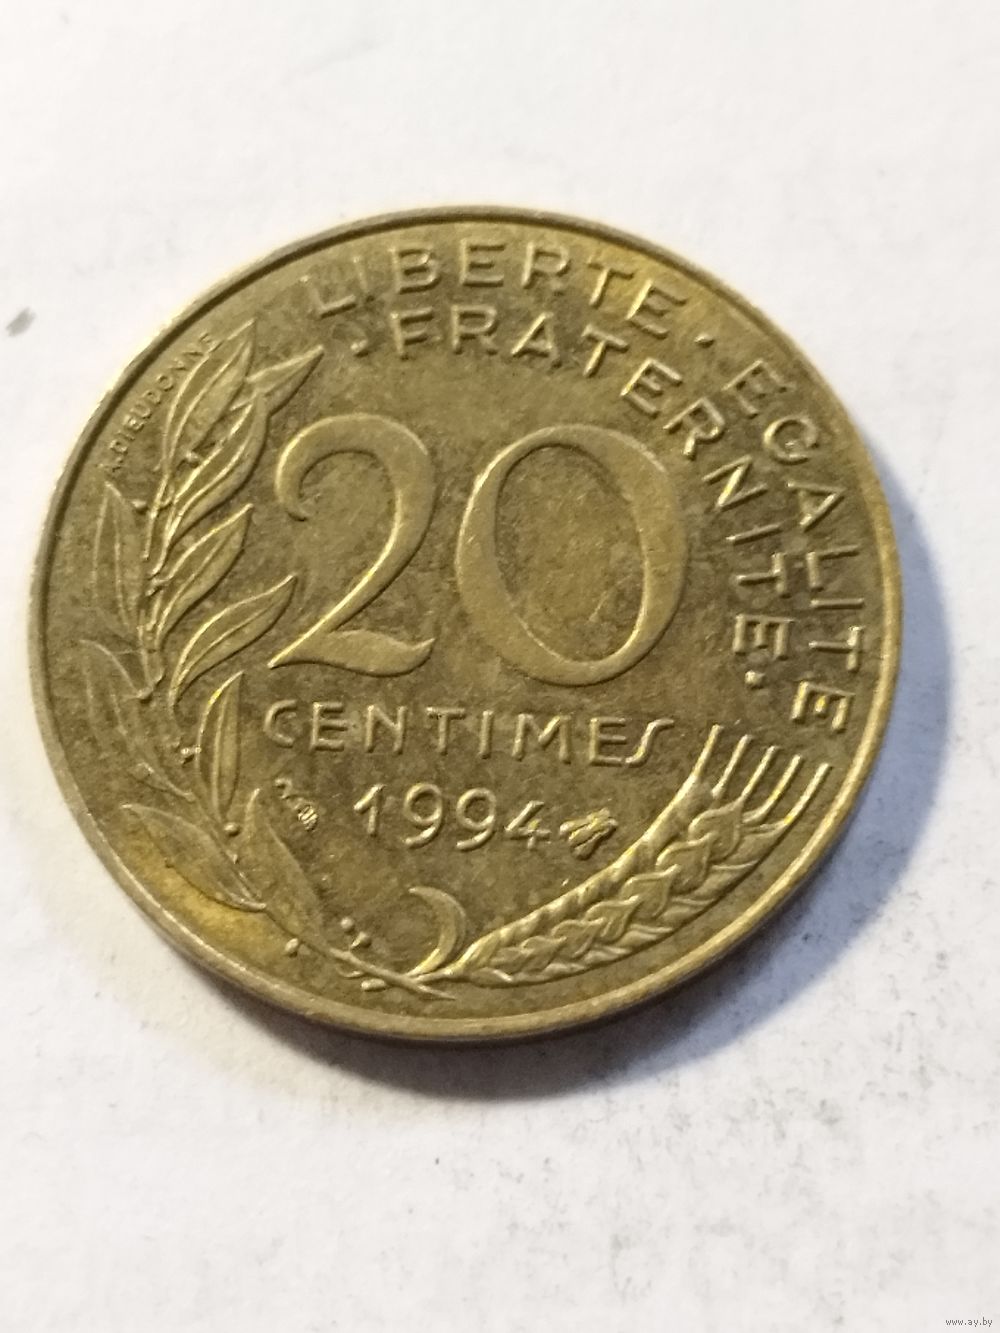 LIBERTE · EGALITE
· FRATERNITE ·
A.DIEUDONNE
20
CENTIMES
1994
www.ay.by